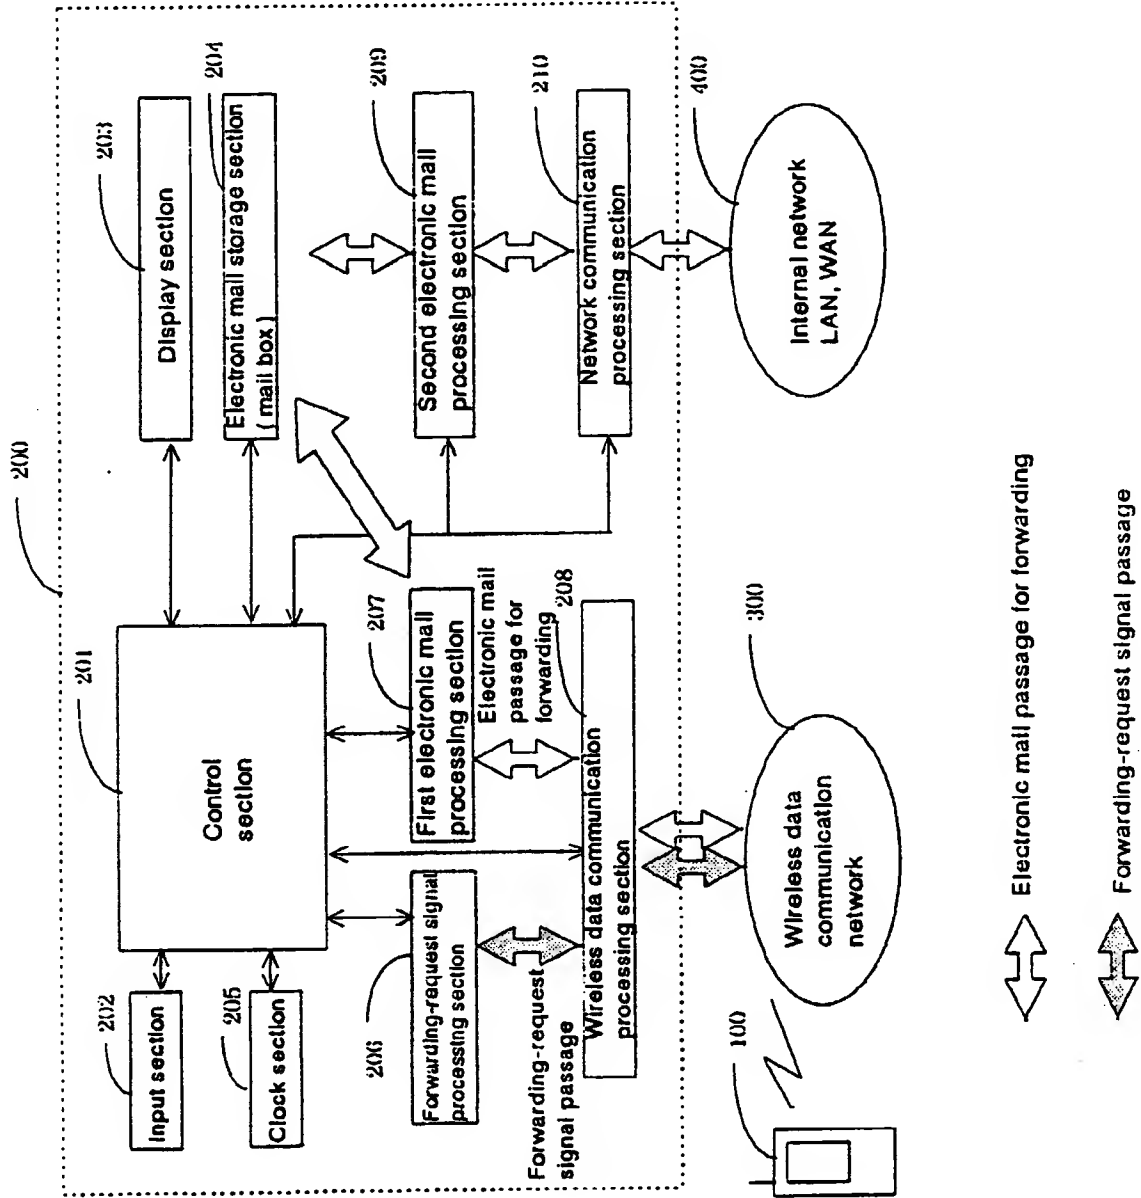 200
201
Control
section
202
Input section
205
Clock section
203
Display section
204
Electronic mail storage section
( mail box )
206
Forwarding-request signal
processing section
207
First electronic mail
processing section
209
Second electronic mail
processing section
Forwarding-request
signal passage
Electronic mail
passage for
forwarding
208
Wireless data communication
processing section
210
Network communication
processing section
100
300
Wireless data
communication
network
400
Internal network
LAN, WAN
Electronic mail passage for forwarding
Forwarding-request signal passage